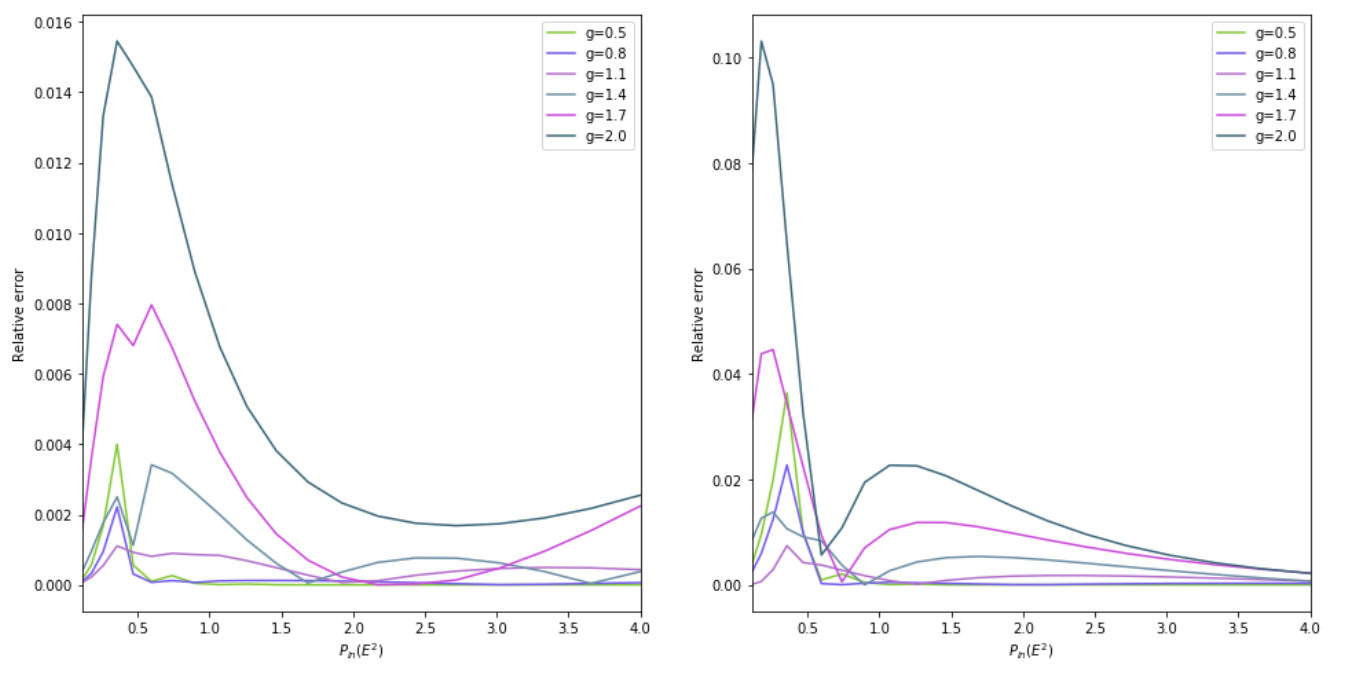 0.016
0.014
0.012
0.010
0.008
0.006
0.004
0.002
0.000
Relative error
0.5 1.0 1.5 2.0 2.5 3.0 3.5 4.0
P_in(E²)
g=0.5
g=0.8
g=1.1
g=1.4
g=1.7
g=2.0
0.10
0.08
0.06
0.04
0.02
0.00
Relative error
0.5 1.0 1.5 2.0 2.5 3.0 3.5 4.0
P_in(E²)
g=0.5
g=0.8
g=1.1
g=1.4
g=1.7
g=2.0